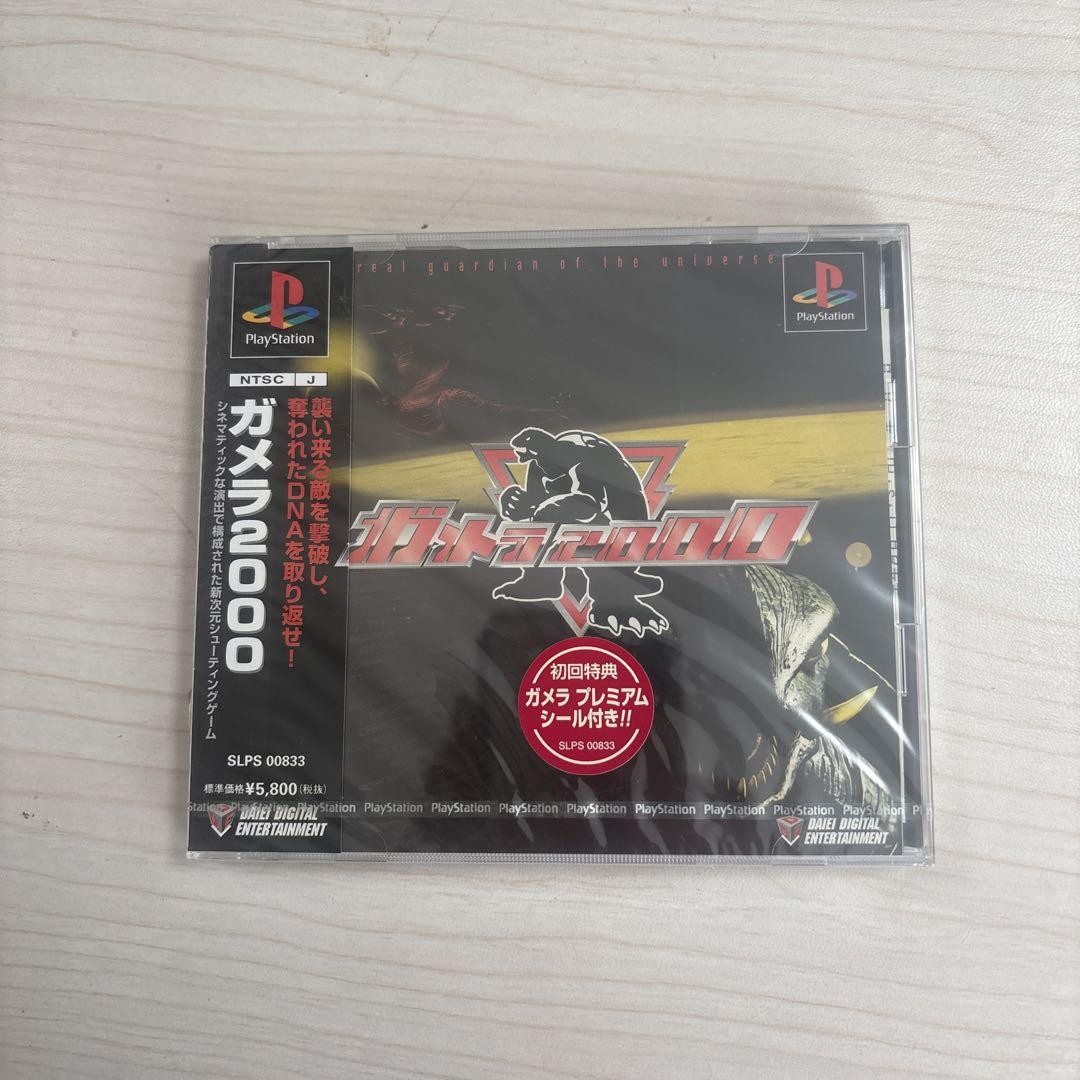 PlayStation
NTSC J
襲い来る敵を撃破し、
奪われたDNAを取り返せ!
ガメラ2000
シネマティックな演出で構成された新次元シューティングゲーム
SLPS 00833
標準価格¥5,800(税抜)
DAIEI DIGITAL
ENTERTAINMENT
real guardian of the universe
PlayStation
ガメラ2000
初回特典
ガメラ プレミアム
シール付き!!
SLPS 00833
PlayStation PlayStation PlayStation PlayStation PlayStation PlayStation PlayStation PlayStation PlayStation PlayStation PlayStation
DAIEI DIGITAL
ENTERTAINMENT